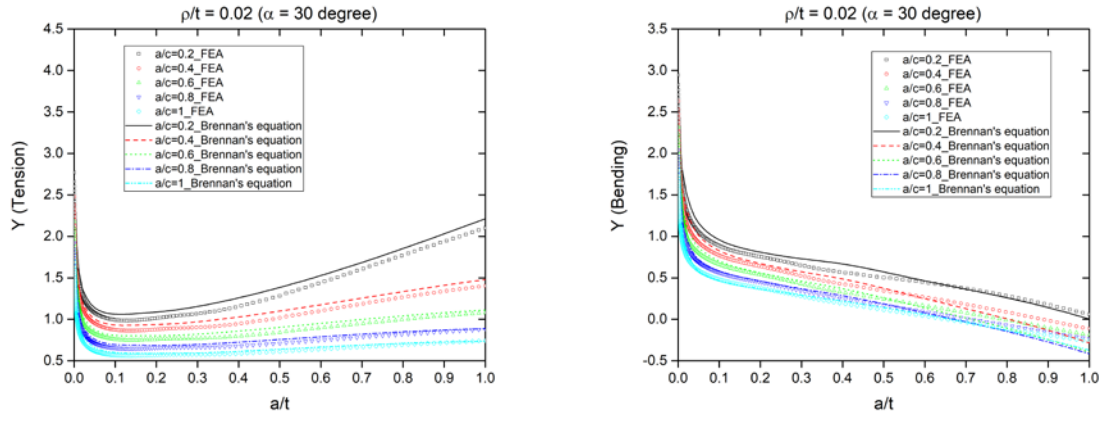 ρ/t = 0.02 (α = 30 degree)
Y (Tension)
4.5
4.0
3.5
3.0
2.5
2.0
1.5
1.0
0.5
a/c=0.2_FEA
a/c=0.4_FEA
a/c=0.6_FEA
a/c=0.8_FEA
a/c=1_FEA
a/c=0.2_Brennan's equation
a/c=0.4_Brennan's equation
a/c=0.6_Brennan's equation
a/c=0.8_Brennan's equation
a/c=1_Brennan's equation
0.0 0.1 0.2 0.3 0.4 0.5 0.6 0.7 0.8 0.9 1.0
a/t
ρ/t = 0.02 (α = 30 degree)
Y (Bending)
3.5
3.0
2.5
2.0
1.5
1.0
0.5
0.0
-0.5
a/c=0.2_FEA
a/c=0.4_FEA
a/c=0.6_FEA
a/c=0.8_FEA
a/c=1_FEA
a/c=0.2_Brennan's equation
a/c=0.4_Brennan's equation
a/c=0.6_Brennan's equation
a/c=0.8_Brennan's equation
a/c=1_Brennan's equation
0.0 0.1 0.2 0.3 0.4 0.5 0.6 0.7 0.8 0.9 1.0
a/t